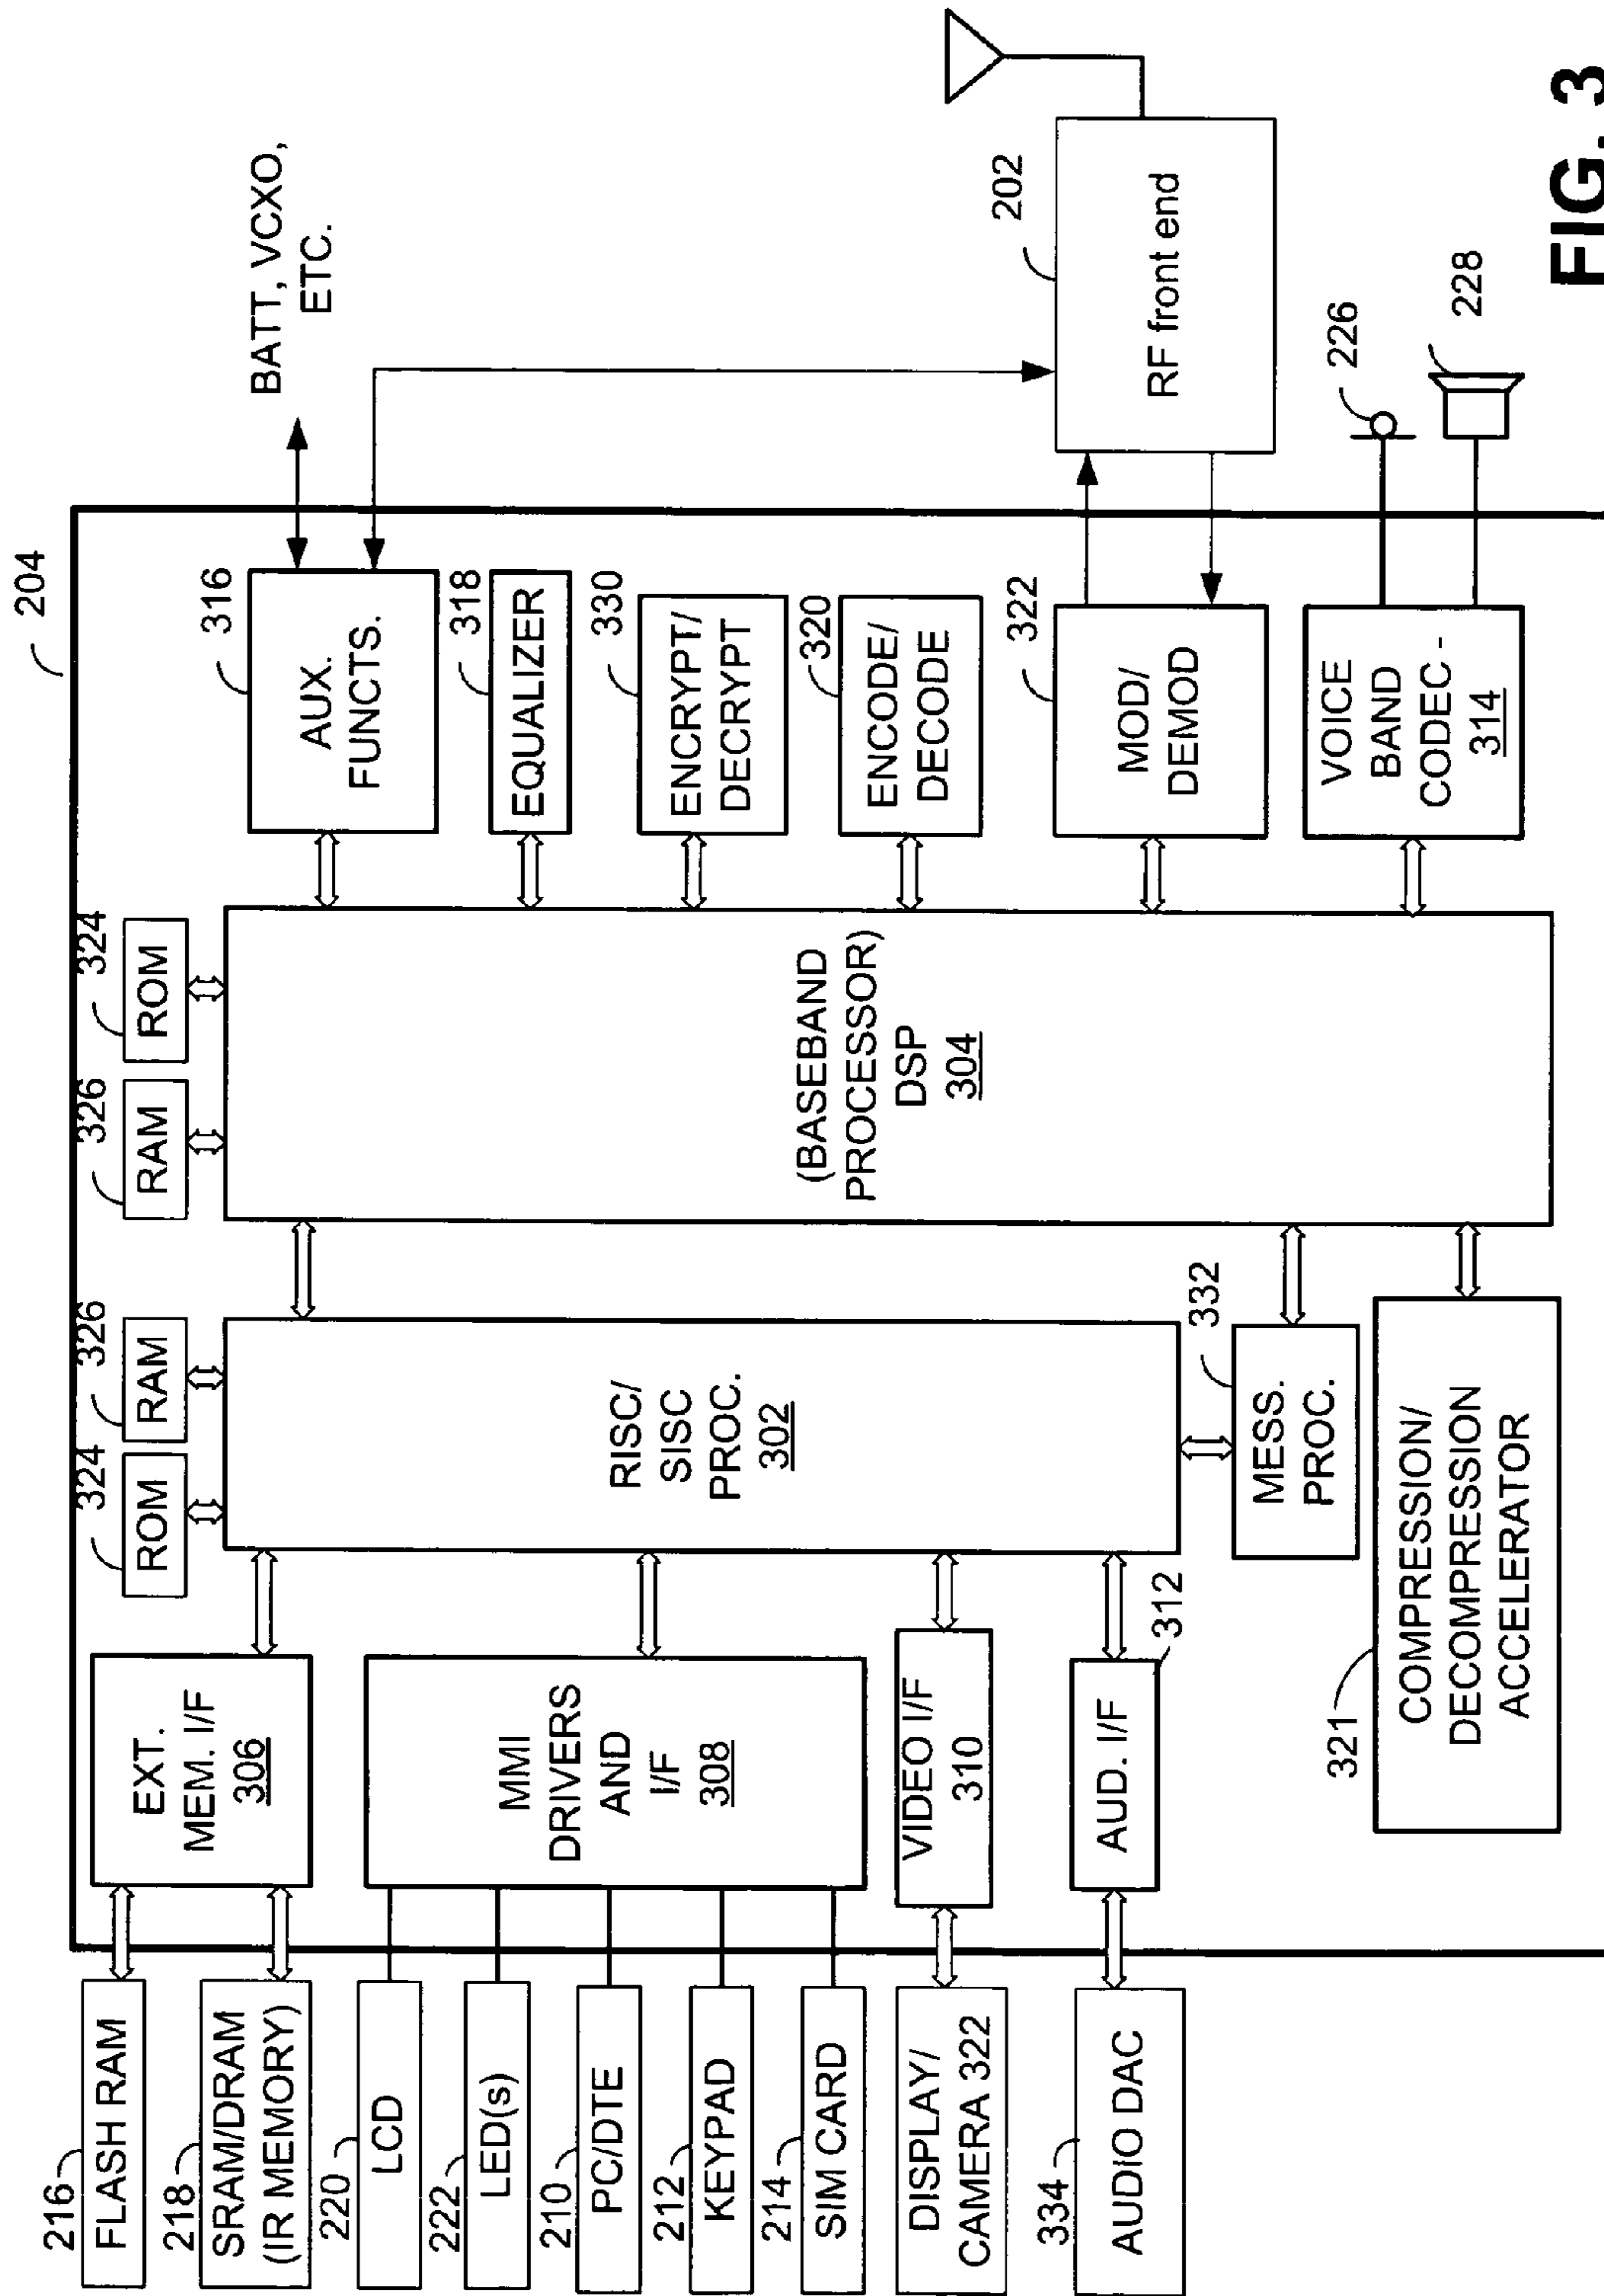 204
216
FLASH RAM
218
SRAM/DRAM
(IR MEMORY)
220
LCD
222
LED(s)
210
PC/DTE
212
KEYPAD
214
SIM CARD
DISPLAY/
CAMERA 322
334
AUDIO DAC
EXT.
MEM. I/F
306
MMI
DRIVERS
AND
I/F
308
VIDEO I/F
310
AUD. I/F
312
321
COMPRESSION/
DECOMPRESSION
ACCELERATOR
324
ROM
326
RAM
RISC/
SISC
PROC.
302
332
MESS.
PROC.
326
RAM
324
ROM
(BASEBAND
PROCESSOR)
DSP
304
316
AUX.
FUNCTS.
318
EQUALIZER
330
ENCRYPT/
DECRYPT
320
ENCODE/
DECODE
322
MOD/
DEMOD
VOICE
BAND
CODEC -
314
BATT, VCXO,
ETC.
202
RF front end
226
228
FIG. 3